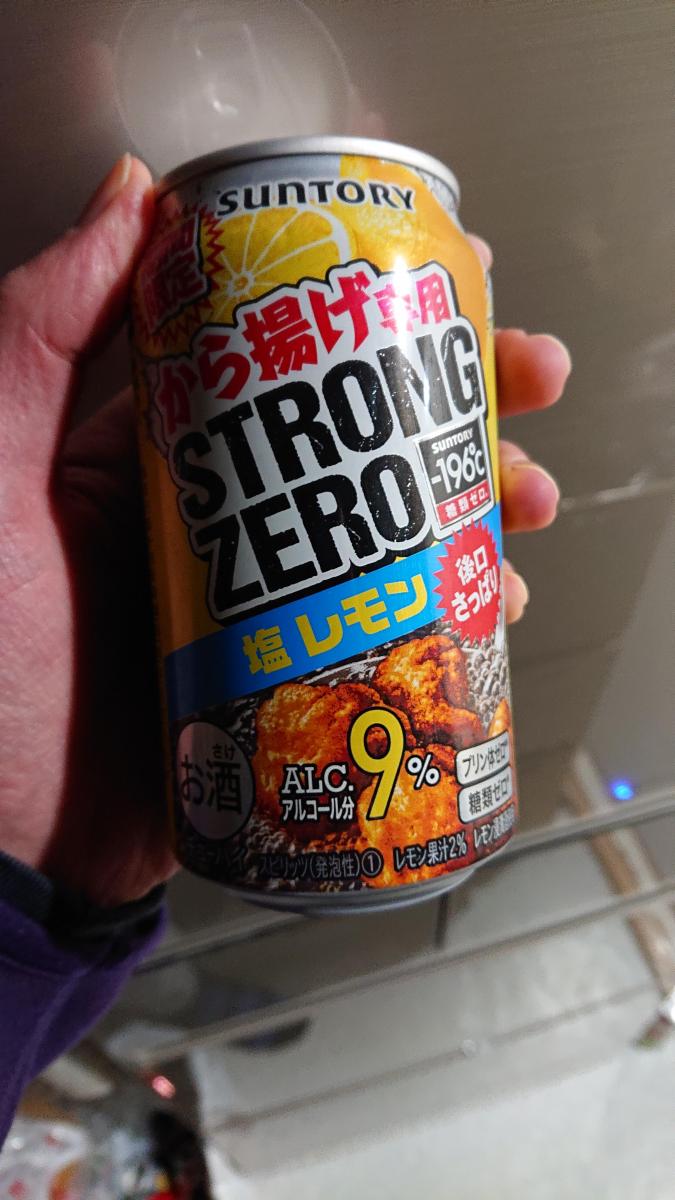 SUNTORY
限定
から揚げ専用
STRONG
ZERO
SUNTORY
-196℃
糖類ゼロ
塩レモン
後口
さっぱり
さけ
お酒
ALC.
アルコール分
9%
プリン体ゼロ
糖類ゼロ
スピリッツ(発泡性)① レモン果汁2%